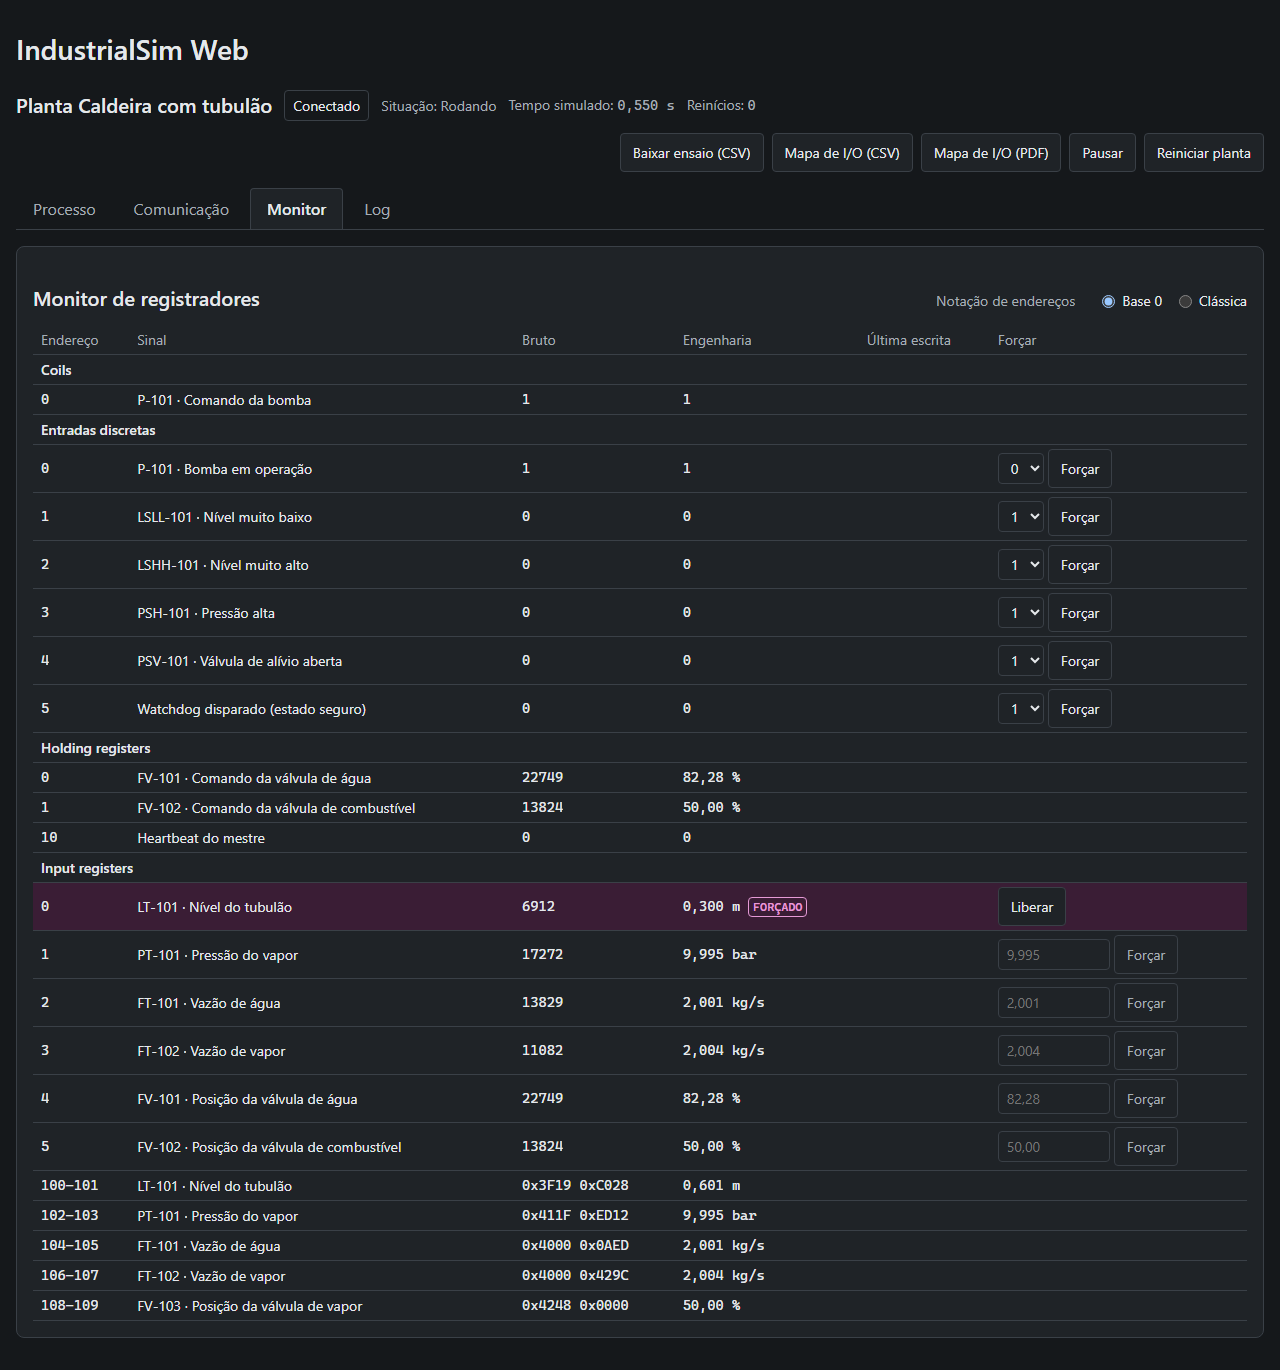 IndustrialSim Web
Planta Caldeira com tubulão Conectado Situação: Rodando Tempo simulado: 0,550 s Reinícios: 0
Baixar ensaio (CSV) Mapa de I/O (CSV) Mapa de I/O (PDF) Pausar Reiniciar planta
Processo Comunicação Monitor Log
Monitor de registradores Notação de endereços Base 0 Clássica
Endereço Sinal Bruto Engenharia Última escrita Forçar
Coils
0 P-101 · Comando da bomba 1 1
Entradas discretas
0 P-101 · Bomba em operação 1 1 0 Forçar
1 LSLL-101 · Nível muito baixo 0 0 1 Forçar
2 LSHH-101 · Nível muito alto 0 0 1 Forçar
3 PSH-101 · Pressão alta 0 0 1 Forçar
4 PSV-101 · Válvula de alívio aberta 0 0 1 Forçar
5 Watchdog disparado (estado seguro) 0 0 1 Forçar
Holding registers
0 FV-101 · Comando da válvula de água 22749 82,28 %
1 FV-102 · Comando da válvula de combustível 13824 50,00 %
10 Heartbeat do mestre 0 0
Input registers
0 LT-101 · Nível do tubulão 6912 0,300 m FORÇADO Liberar
1 PT-101 · Pressão do vapor 17272 9,995 bar 9,995 Forçar
2 FT-101 · Vazão de água 13829 2,001 kg/s 2,001 Forçar
3 FT-102 · Vazão de vapor 11082 2,004 kg/s 2,004 Forçar
4 FV-101 · Posição da válvula de água 22749 82,28 % 82,28 Forçar
5 FV-102 · Posição da válvula de combustível 13824 50,00 % 50,00 Forçar
100–101 LT-101 · Nível do tubulão 0x3F19 0xC028 0,601 m
102–103 PT-101 · Pressão do vapor 0x411F 0xED12 9,995 bar
104–105 FT-101 · Vazão de água 0x4000 0x0AED 2,001 kg/s
106–107 FT-102 · Vazão de vapor 0x4000 0x429C 2,004 kg/s
108–109 FV-103 · Posição da válvula de vapor 0x4248 0x0000 50,00 %